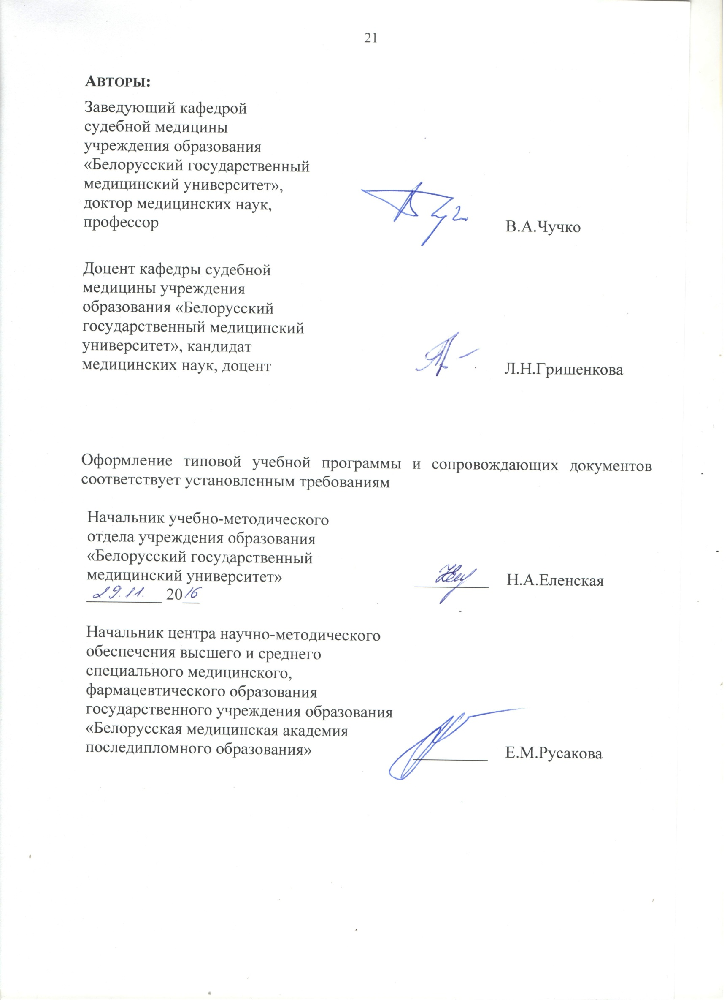 21
АВТОРЫ:
Заведующий кафедрой
судебной медицины
учреждения образования
«Белорусский государственный
медицинский университет»,
доктор медицинских наук,
профессор В.А.Чучко
Доцент кафедры судебной
медицины учреждения
образования «Белорусский
государственный медицинский
университет», кандидат
медицинских наук, доцент Л.Н.Гришенкова
Оформление типовой учебной программы и сопровождающих документов
соответствует установленным требованиям
Начальник учебно-методического
отдела учреждения образования
«Белорусский государственный
медицинский университет» Н.А.Еленская
29.11. 2016
Начальник центра научно-методического
обеспечения высшего и среднего
специального медицинского,
фармацевтического образования
государственного учреждения образования
«Белорусская медицинская академия
последипломного образования» Е.М.Русакова